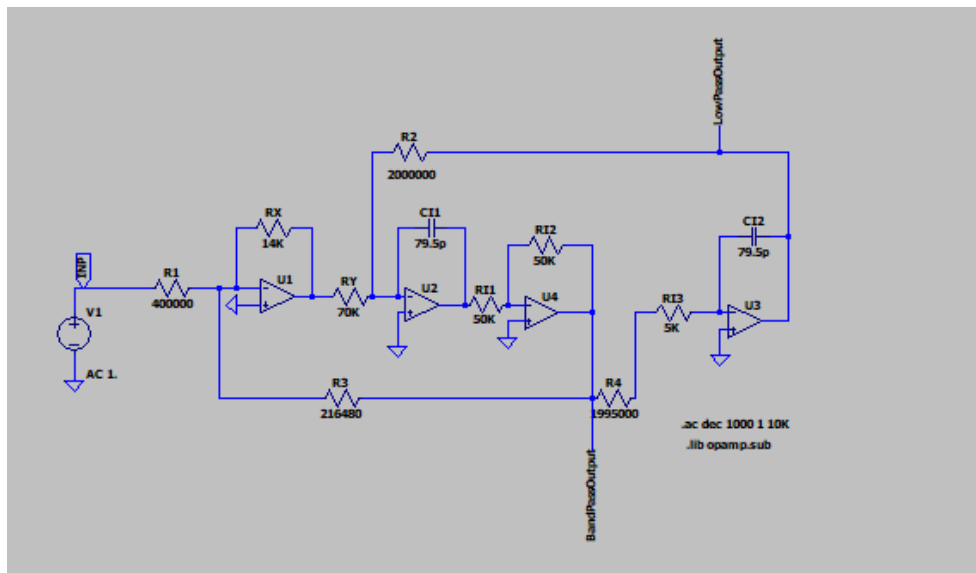 LowPassOutput
R2
2000000
RX
14K
CI1
79.5p
RI2
50K
CI2
79.5p
INP
R1
400000
U1
RY
70K
U2
RI1
50K
U4
RI3
5K
U3
V1
AC 1.
R3
216480
R4
1995000
.ac dec 1000 1 10K
.lib opamp.sub
BandPassOutput